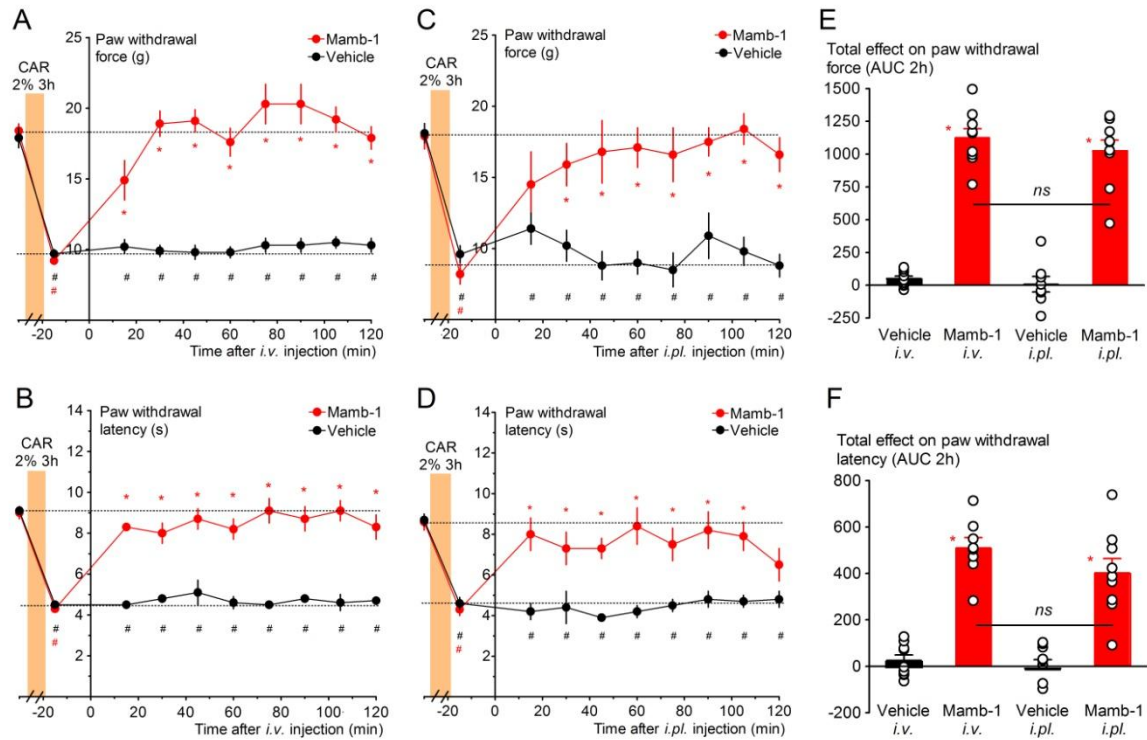 A
Paw withdrawal
force (g)
Mamb-1
Vehicle
CAR
2% 3h
25
20
15
10
*
*
*
*
*
*
*
*
#
#
#
#
#
#
#
#
#
#
-20
0
20
40
60
80
100
120
Time after i.v. injection (min)
C
Paw withdrawal
force (g)
Mamb-1
Vehicle
CAR
2% 3h
25
20
15
10
*
*
*
*
*
*
*
#
#
#
#
#
#
#
#
#
#
-20
0
20
40
60
80
100
120
Time after i.pl. injection (min)
E
Total effect on paw withdrawal
force (AUC 2h)
1500
1250
1000
750
500
250
0
-250
*
*
ns
Vehicle
i.v.
Mamb-1
i.v.
Vehicle
i.pl.
Mamb-1
i.pl.
B
Paw withdrawal
latency (s)
Mamb-1
Vehicle
CAR
2% 3h
14
12
10
8
6
4
2
*
*
*
*
*
*
*
*
#
#
#
#
#
#
#
#
#
#
-20
0
20
40
60
80
100
120
Time after i.v. injection (min)
D
Paw withdrawal
latency (s)
Mamb-1
Vehicle
CAR
2% 3h
14
12
10
8
6
4
2
*
*
*
*
*
*
*
#
#
#
#
#
#
#
#
#
#
-20
0
20
40
60
80
100
120
Time after i.pl. injection (min)
F
Total effect on paw withdrawal
latency (AUC 2h)
800
600
400
200
0
-200
*
*
ns
Vehicle
i.v.
Mamb-1
i.v.
Vehicle
i.pl.
Mamb-1
i.pl.